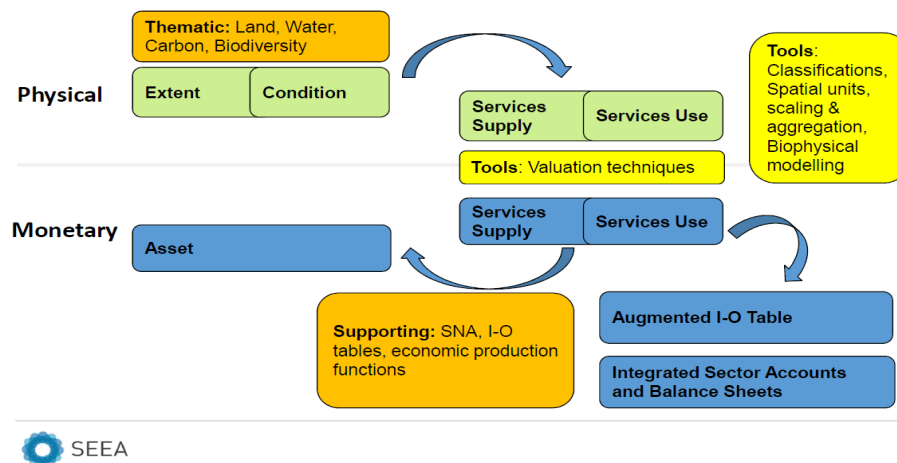 Thematic: Land, Water,
Carbon, Biodiversity
Physical
Extent
Condition
Services
Supply
Services Use
Tools:
Classifications,
Spatial units,
scaling &
aggregation,
Biophysical
modelling
Tools: Valuation techniques
Monetary
Services
Supply
Services Use
Asset
Supporting: SNA, I-O
tables, economic production
functions
Augmented I-O Table
Integrated Sector Accounts
and Balance Sheets
SEEA